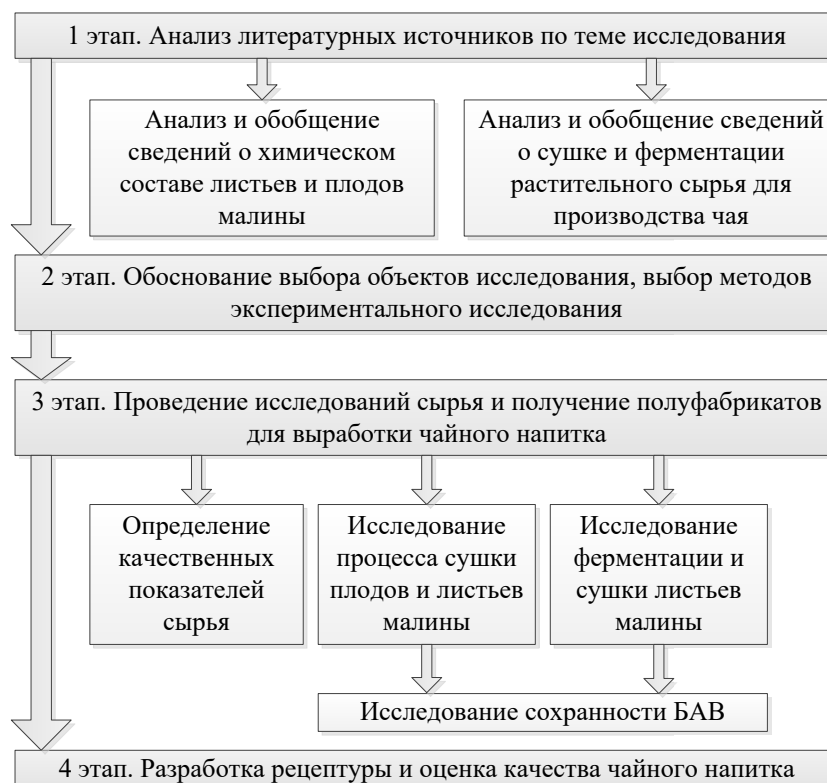 1 этап. Анализ литературных источников по теме исследования
Анализ и обобщение
сведений о химическом
составе листьев и плодов
малины
Анализ и обобщение сведений
о сушке и ферментации
растительного сырья для
производства чая
2 этап. Обоснование выбора объектов исследования, выбор методов
экспериментального исследования
3 этап. Проведение исследований сырья и получение полуфабрикатов
для выработки чайного напитка
Определение
качественных
показателей
сырья
Исследование
процесса сушки
плодов и листьев
малины
Исследование
ферментации и
сушки листьев
малины
Исследование сохранности БАВ
4 этап. Разработка рецептуры и оценка качества чайного напитка